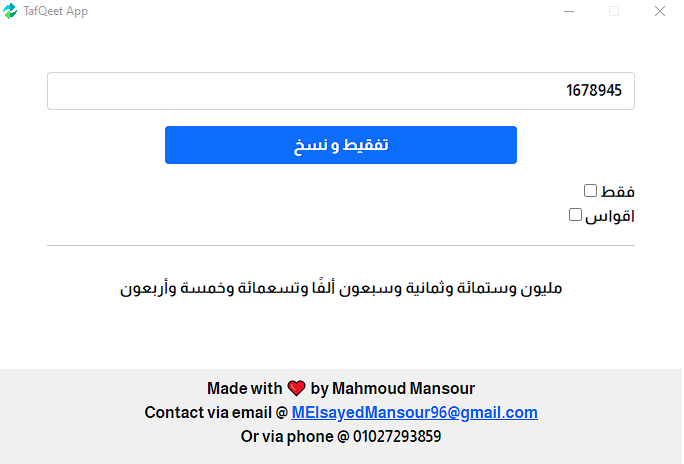 TafQeet App
1678945
تفقيط و نسخ
فقط
اقواس
مليون وستمائة وثمانية وسبعون ألفًا وتسعمائة وخمسة وأربعون
Made with ❤️ by Mahmoud Mansour
Contact via email @ MElsayedMansour96@gmail.com
Or via phone @ 01027293859